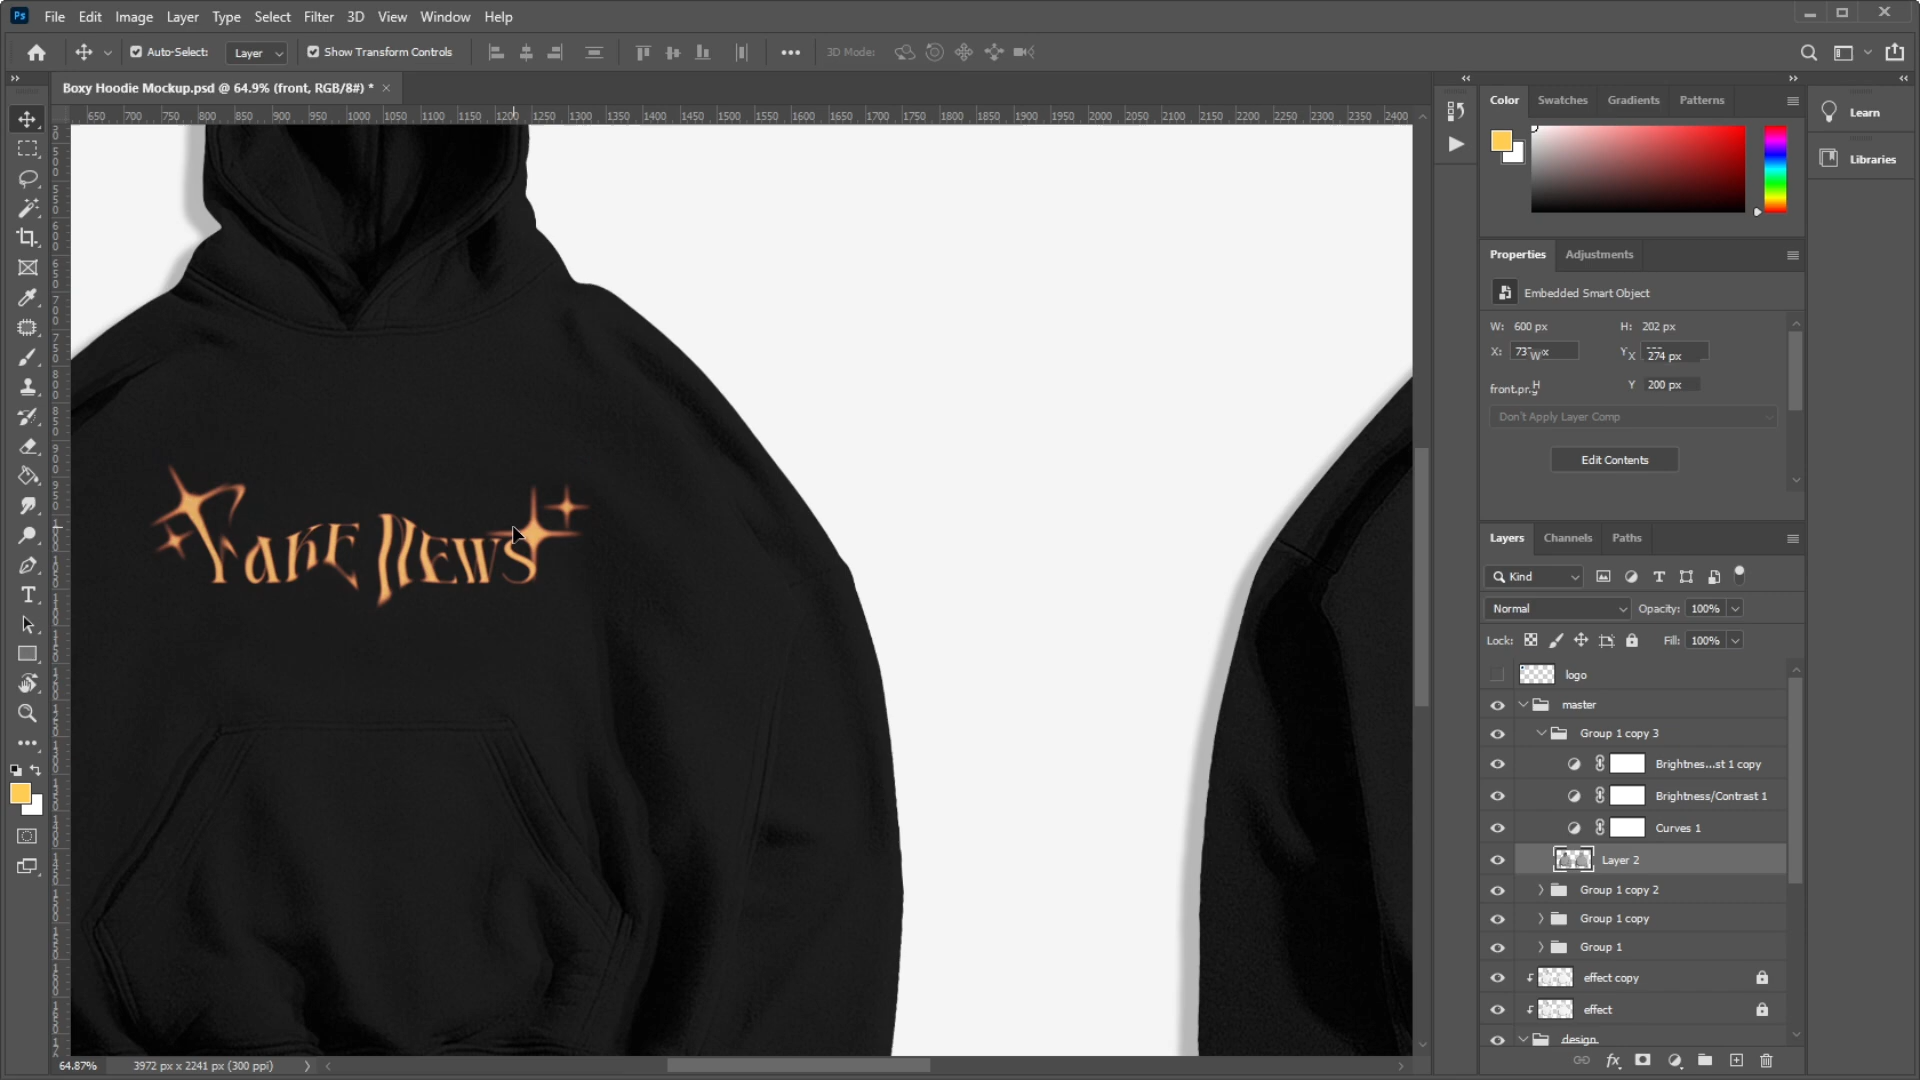 Ps File Edit Image Layer Type Select Filter 3D View Window Help
Auto-Select: Layer Show Transform Controls 3D Mode:
Boxy Hoodie Mockup.psd @ 64.9% (front, RGB/8#) * ×
650 700 750 800 850 900 950 1000 1050 1100 1150 1200 1250 1300 1350 1400 1450 1500 1550 1600 1650 1700 1750 1800 1850 1900 1950 2000 2050 2100 2150 2200 2250 2300 2350 2400
Fake News
64.87% 3972 px x 2241 px (300 ppi)
Color Swatches Gradients Patterns
Learn
Libraries
Properties Adjustments
Embedded Smart Object
W: 600 px H: 202 px
X: Y:
274 px
front.png
Y 200 px
Don't Apply Layer Comp
Edit Contents
Layers Channels Paths
Kind
Normal Opacity: 100%
Lock: Fill: 100%
logo
master
Group 1 copy 3
Brightnes...st 1 copy
Brightness/Contrast 1
Curves 1
Layer 2
Group 1 copy 2
Group 1 copy
Group 1
effect copy
effect
design